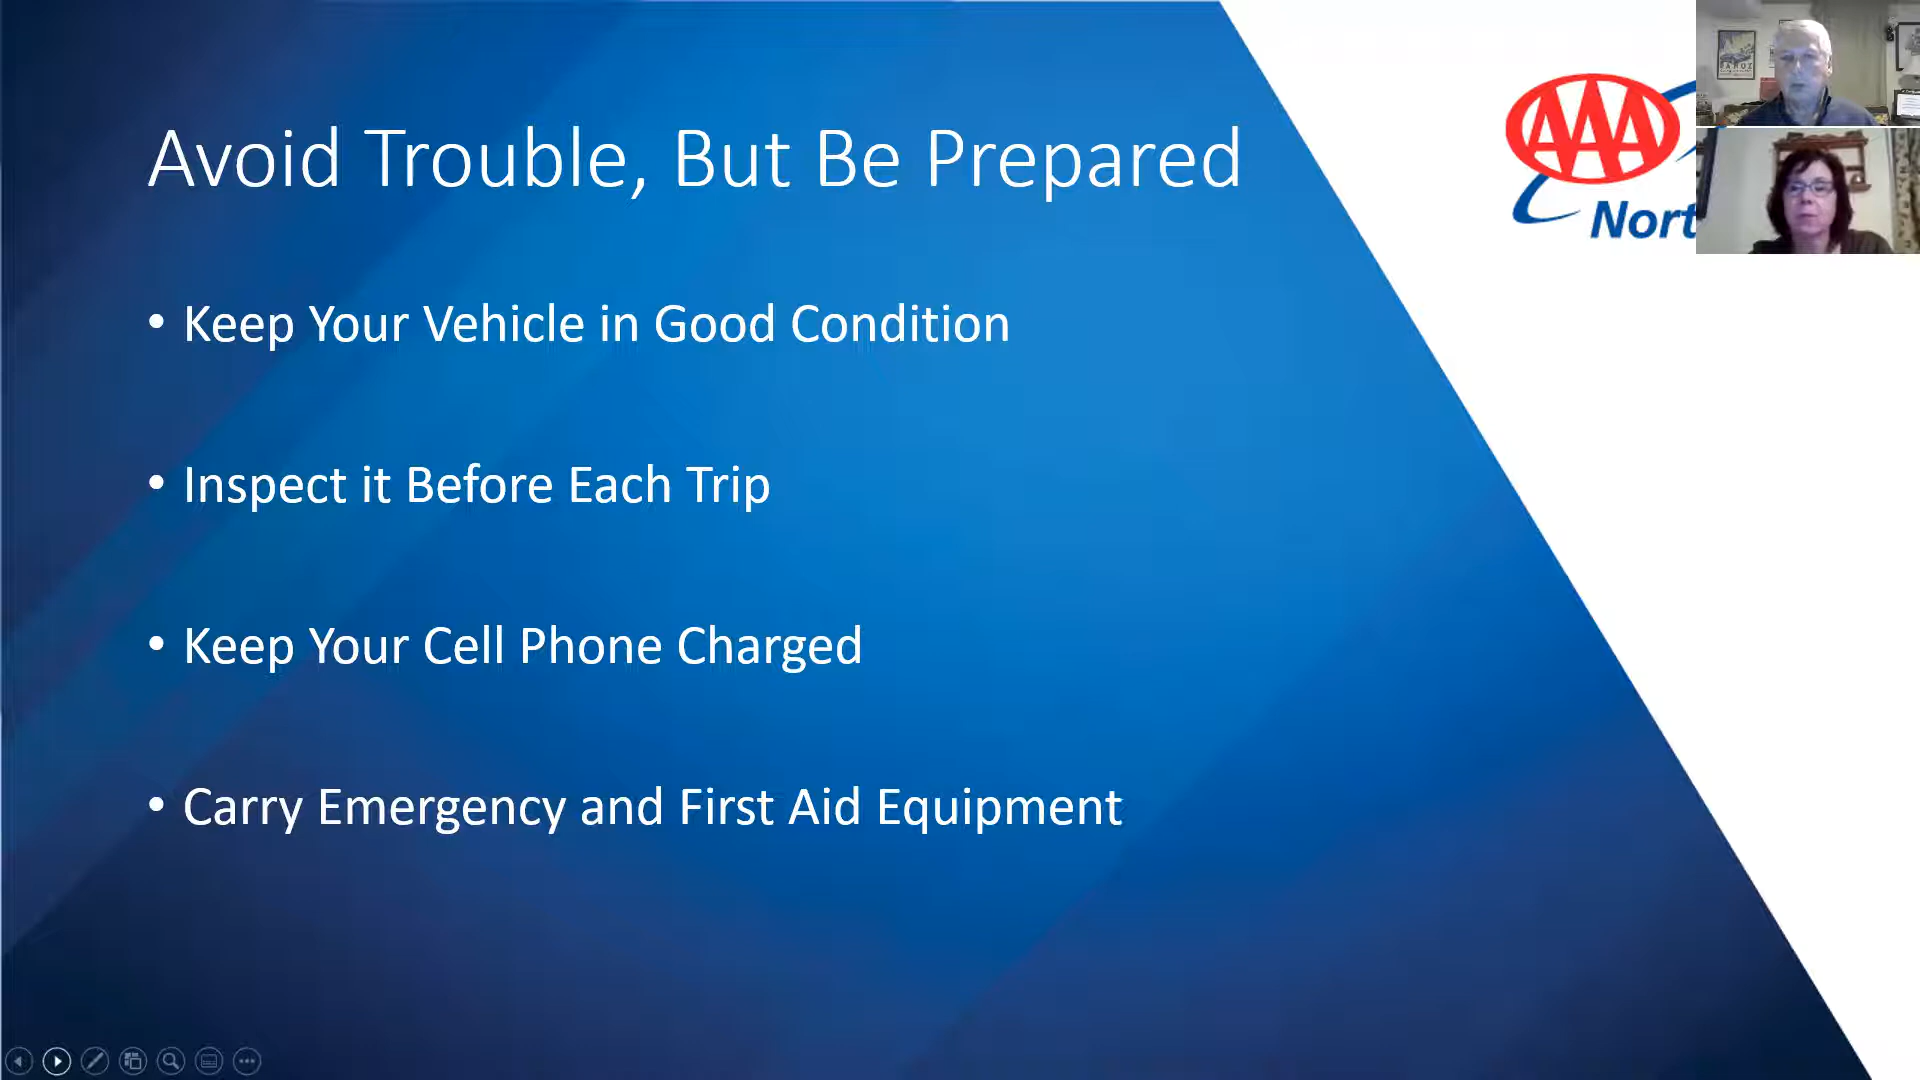 Avoid Trouble, But Be Prepared
AAA
Nort
• Keep Your Vehicle in Good Condition
• Inspect it Before Each Trip
• Keep Your Cell Phone Charged
• Carry Emergency and First Aid Equipment